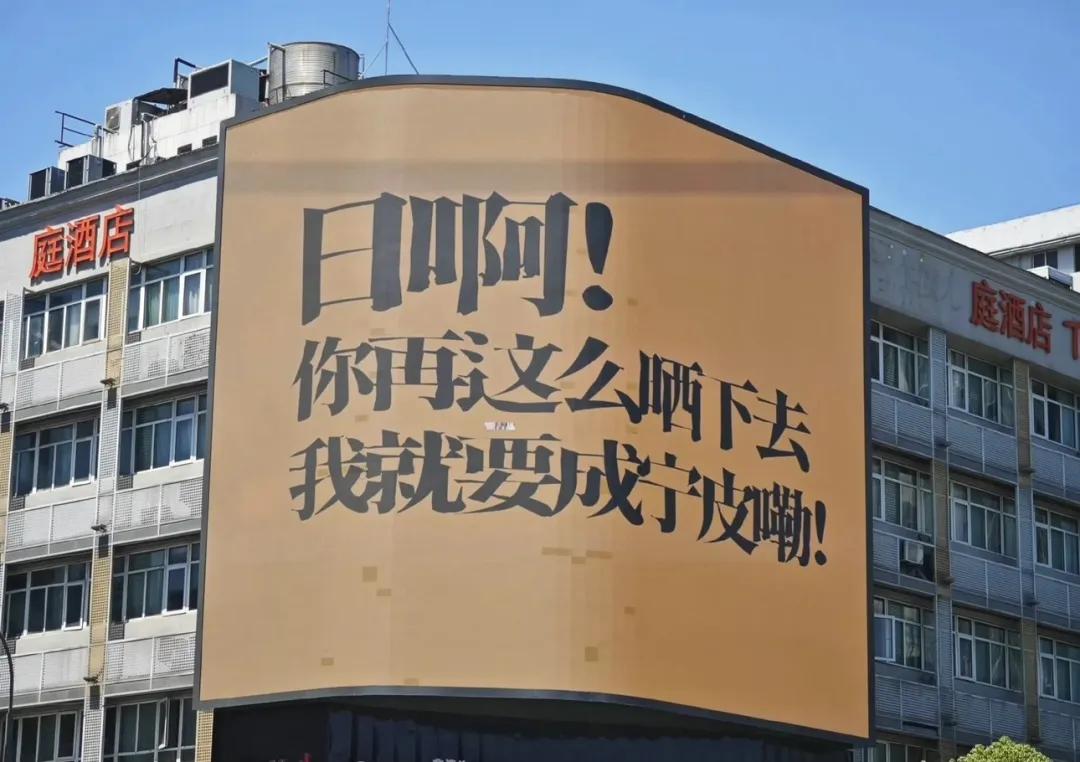 日啊！
你再这么晒下去
我就要成宁皮嘞！
庭酒店
庭酒店